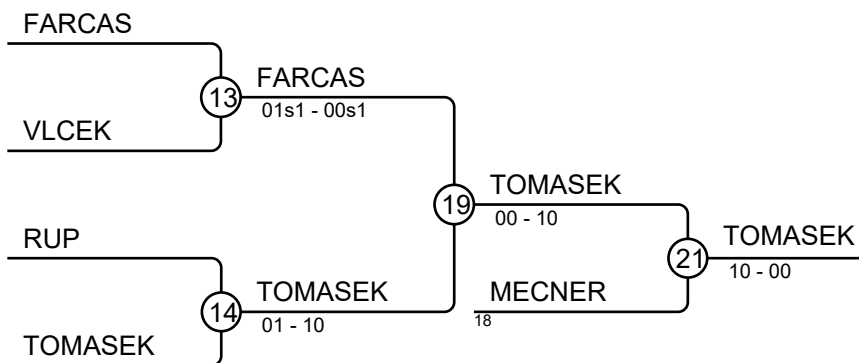 FARCAS
13
FARCAS
01s1 - 00s1
VLCEK
19
TOMASEK
00 - 10
RUP
21
TOMASEK
10 - 00
14
TOMASEK
01 - 10
MECNER
18
TOMASEK